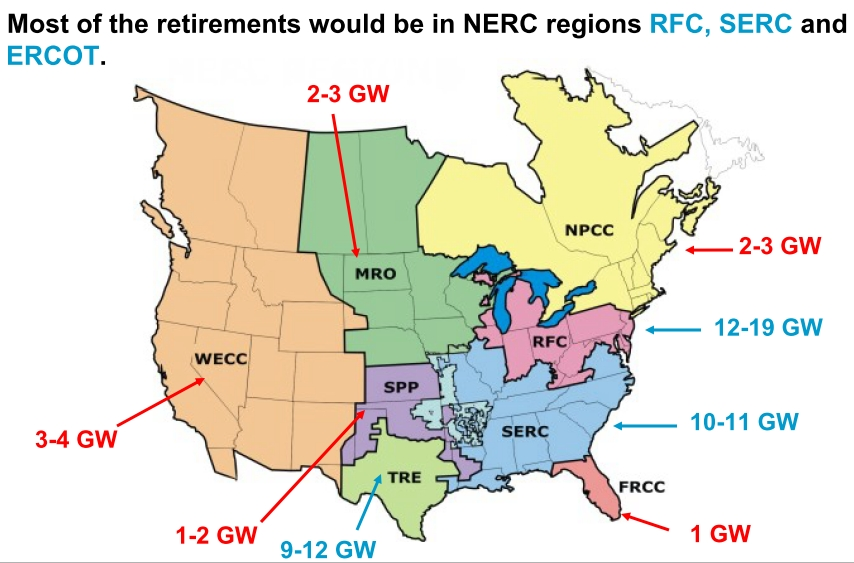 Most of the retirements would be in NERC regions RFC, SERC and
ERCOT.
2-3 GW
NPCC
2-3 GW
MRO
12-19 GW
RFC
WECC
SPP
10-11 GW
SERC
3-4 GW
TRE
FRCC
1-2 GW
1 GW
9-12 GW